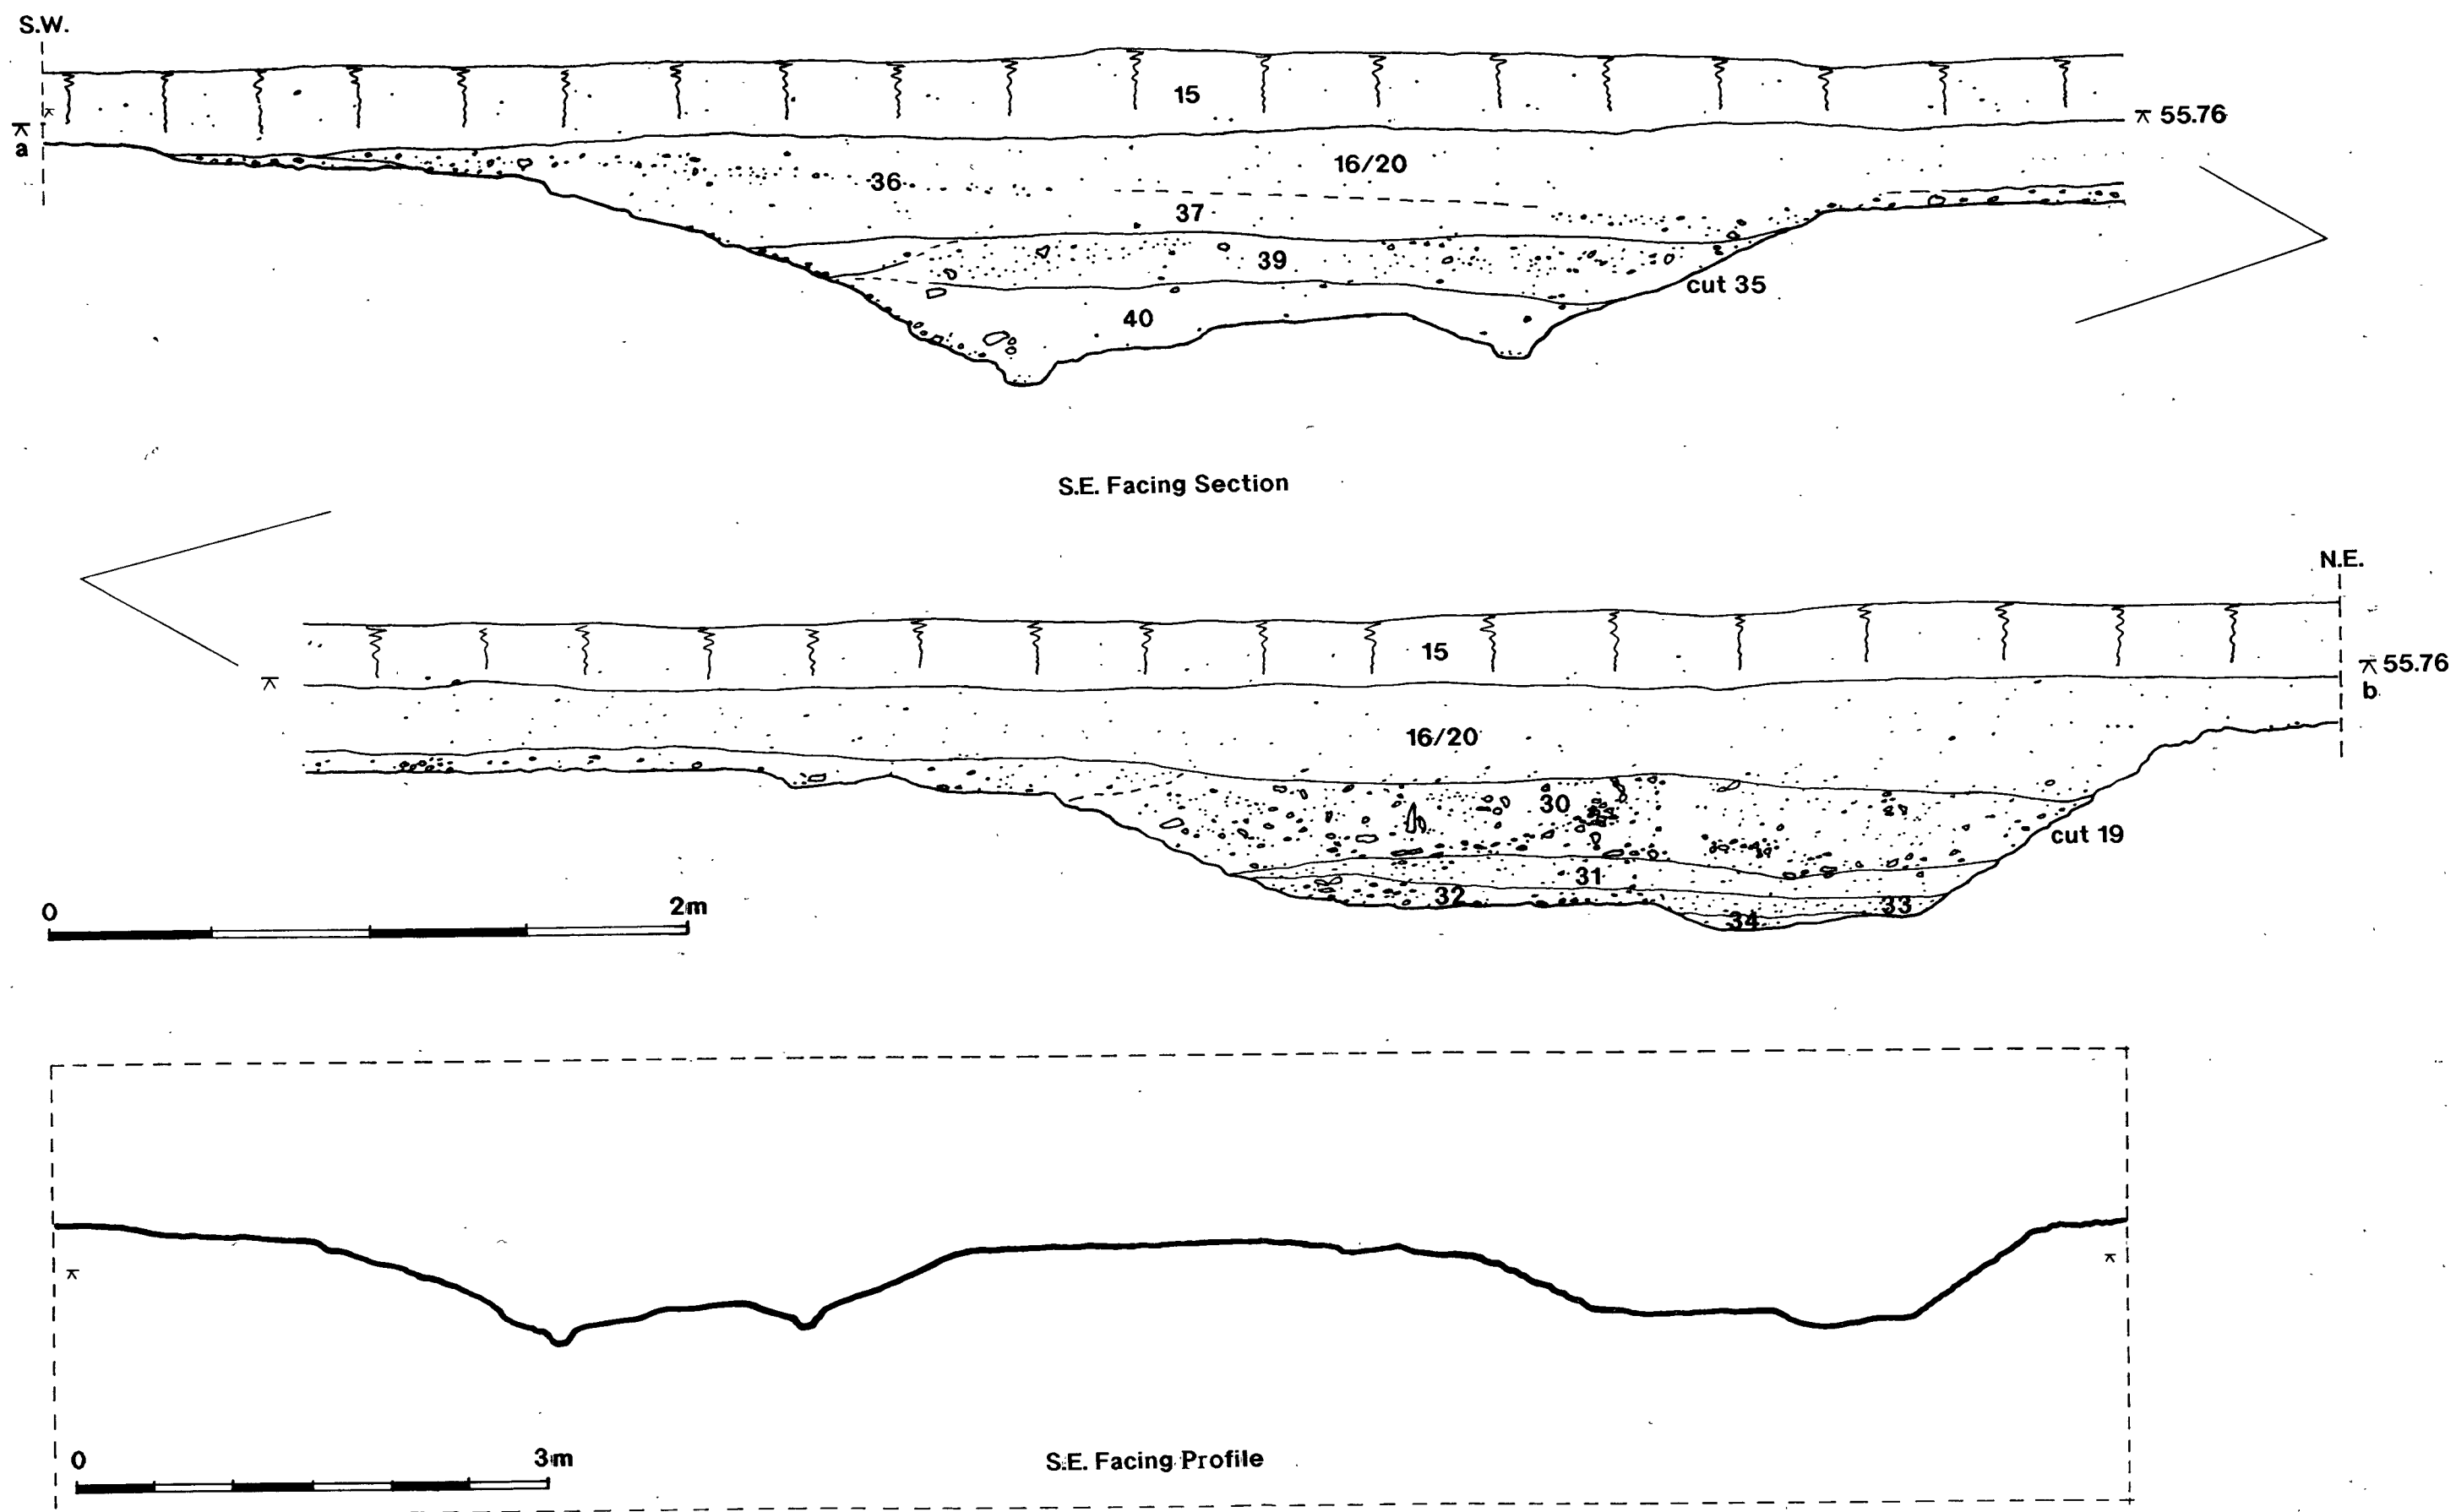 S.W.
15
55.76
a
16/20
36
37
39
cut 35
40
S.E. Facing Section
N.E.
15
55.76
b
16/20
30
cut 19
31
32
33
34
0 2m
0 3m
S.E. Facing Profile